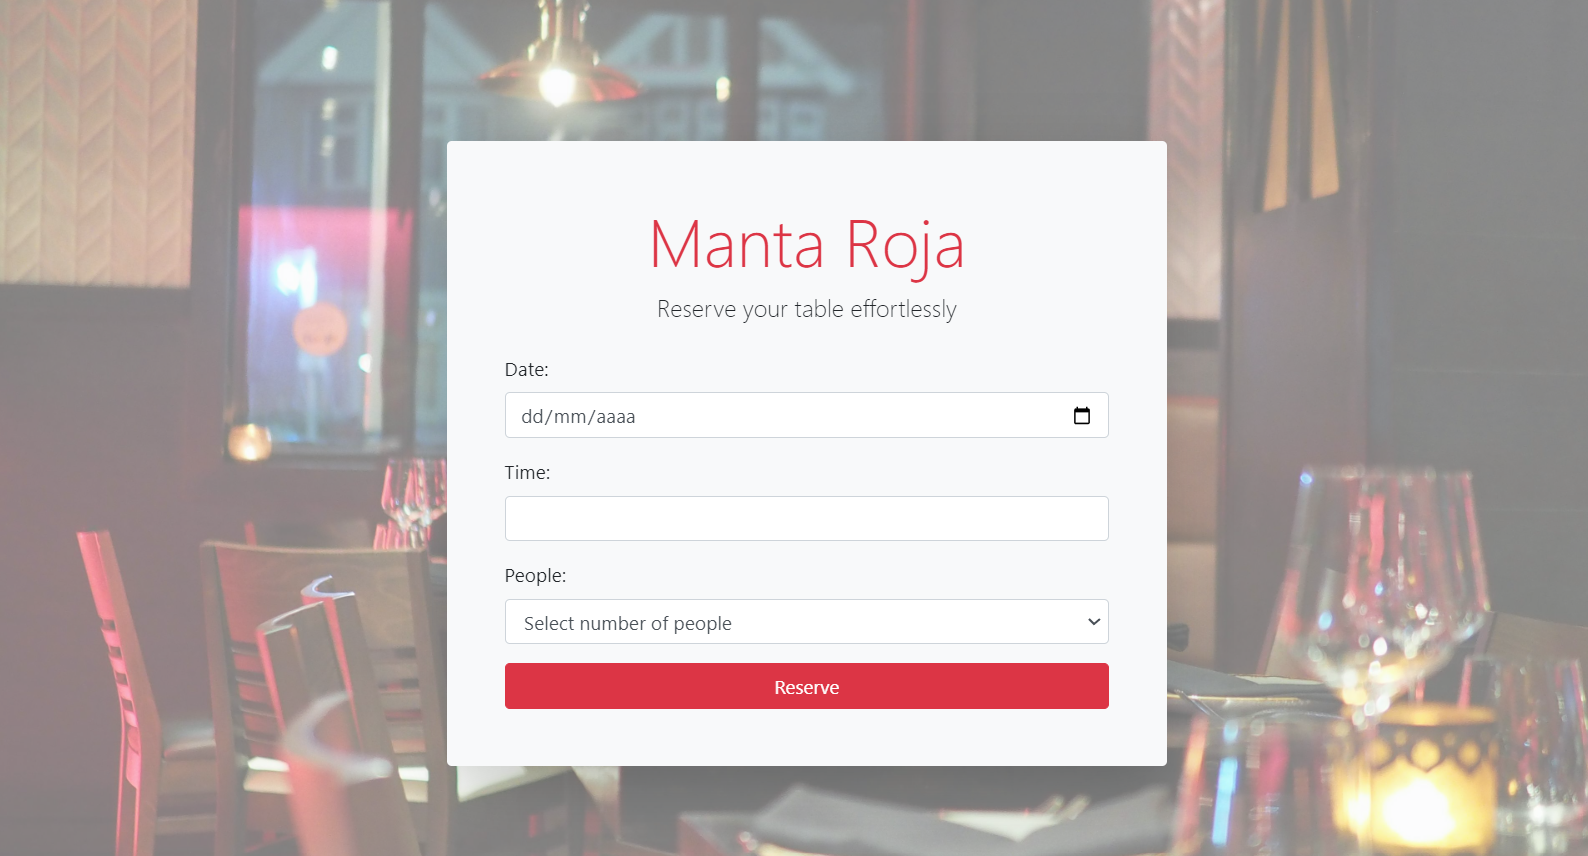 Manta Roja
Reserve your table effortlessly
Date:
dd/mm/aaaa
Time:
People:
Select number of people
Reserve